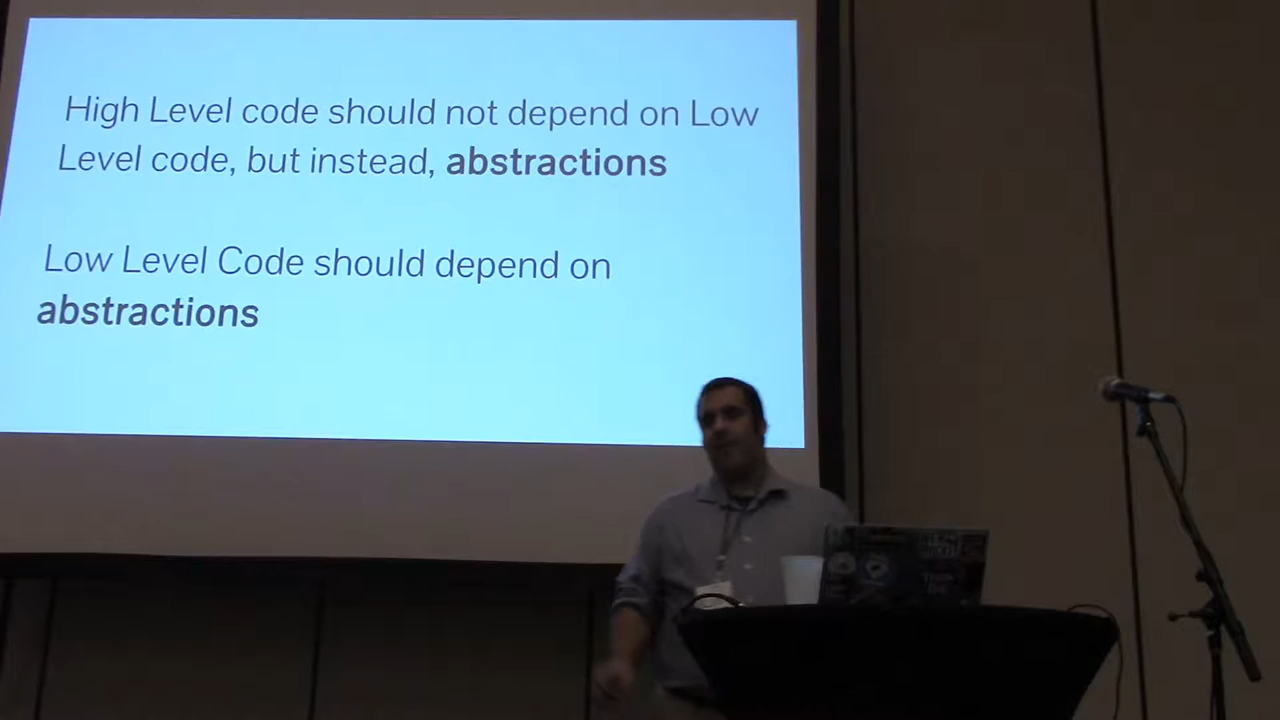 High Level code should not depend on Low
Level code, but instead, abstractions
Low Level Code should depend on
abstractions